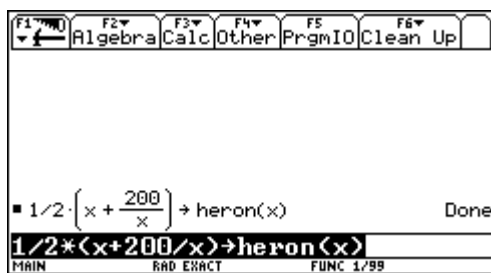 F1 F2 Algebra F3 Calc F4 Other F5 PrgmIO F6 Clean Up
▪ 1/2·(x + 200/x) → heron(x) Done
1/2*(x+200/x)→heron(x)
MAIN RAD EXACT FUNC 1/99